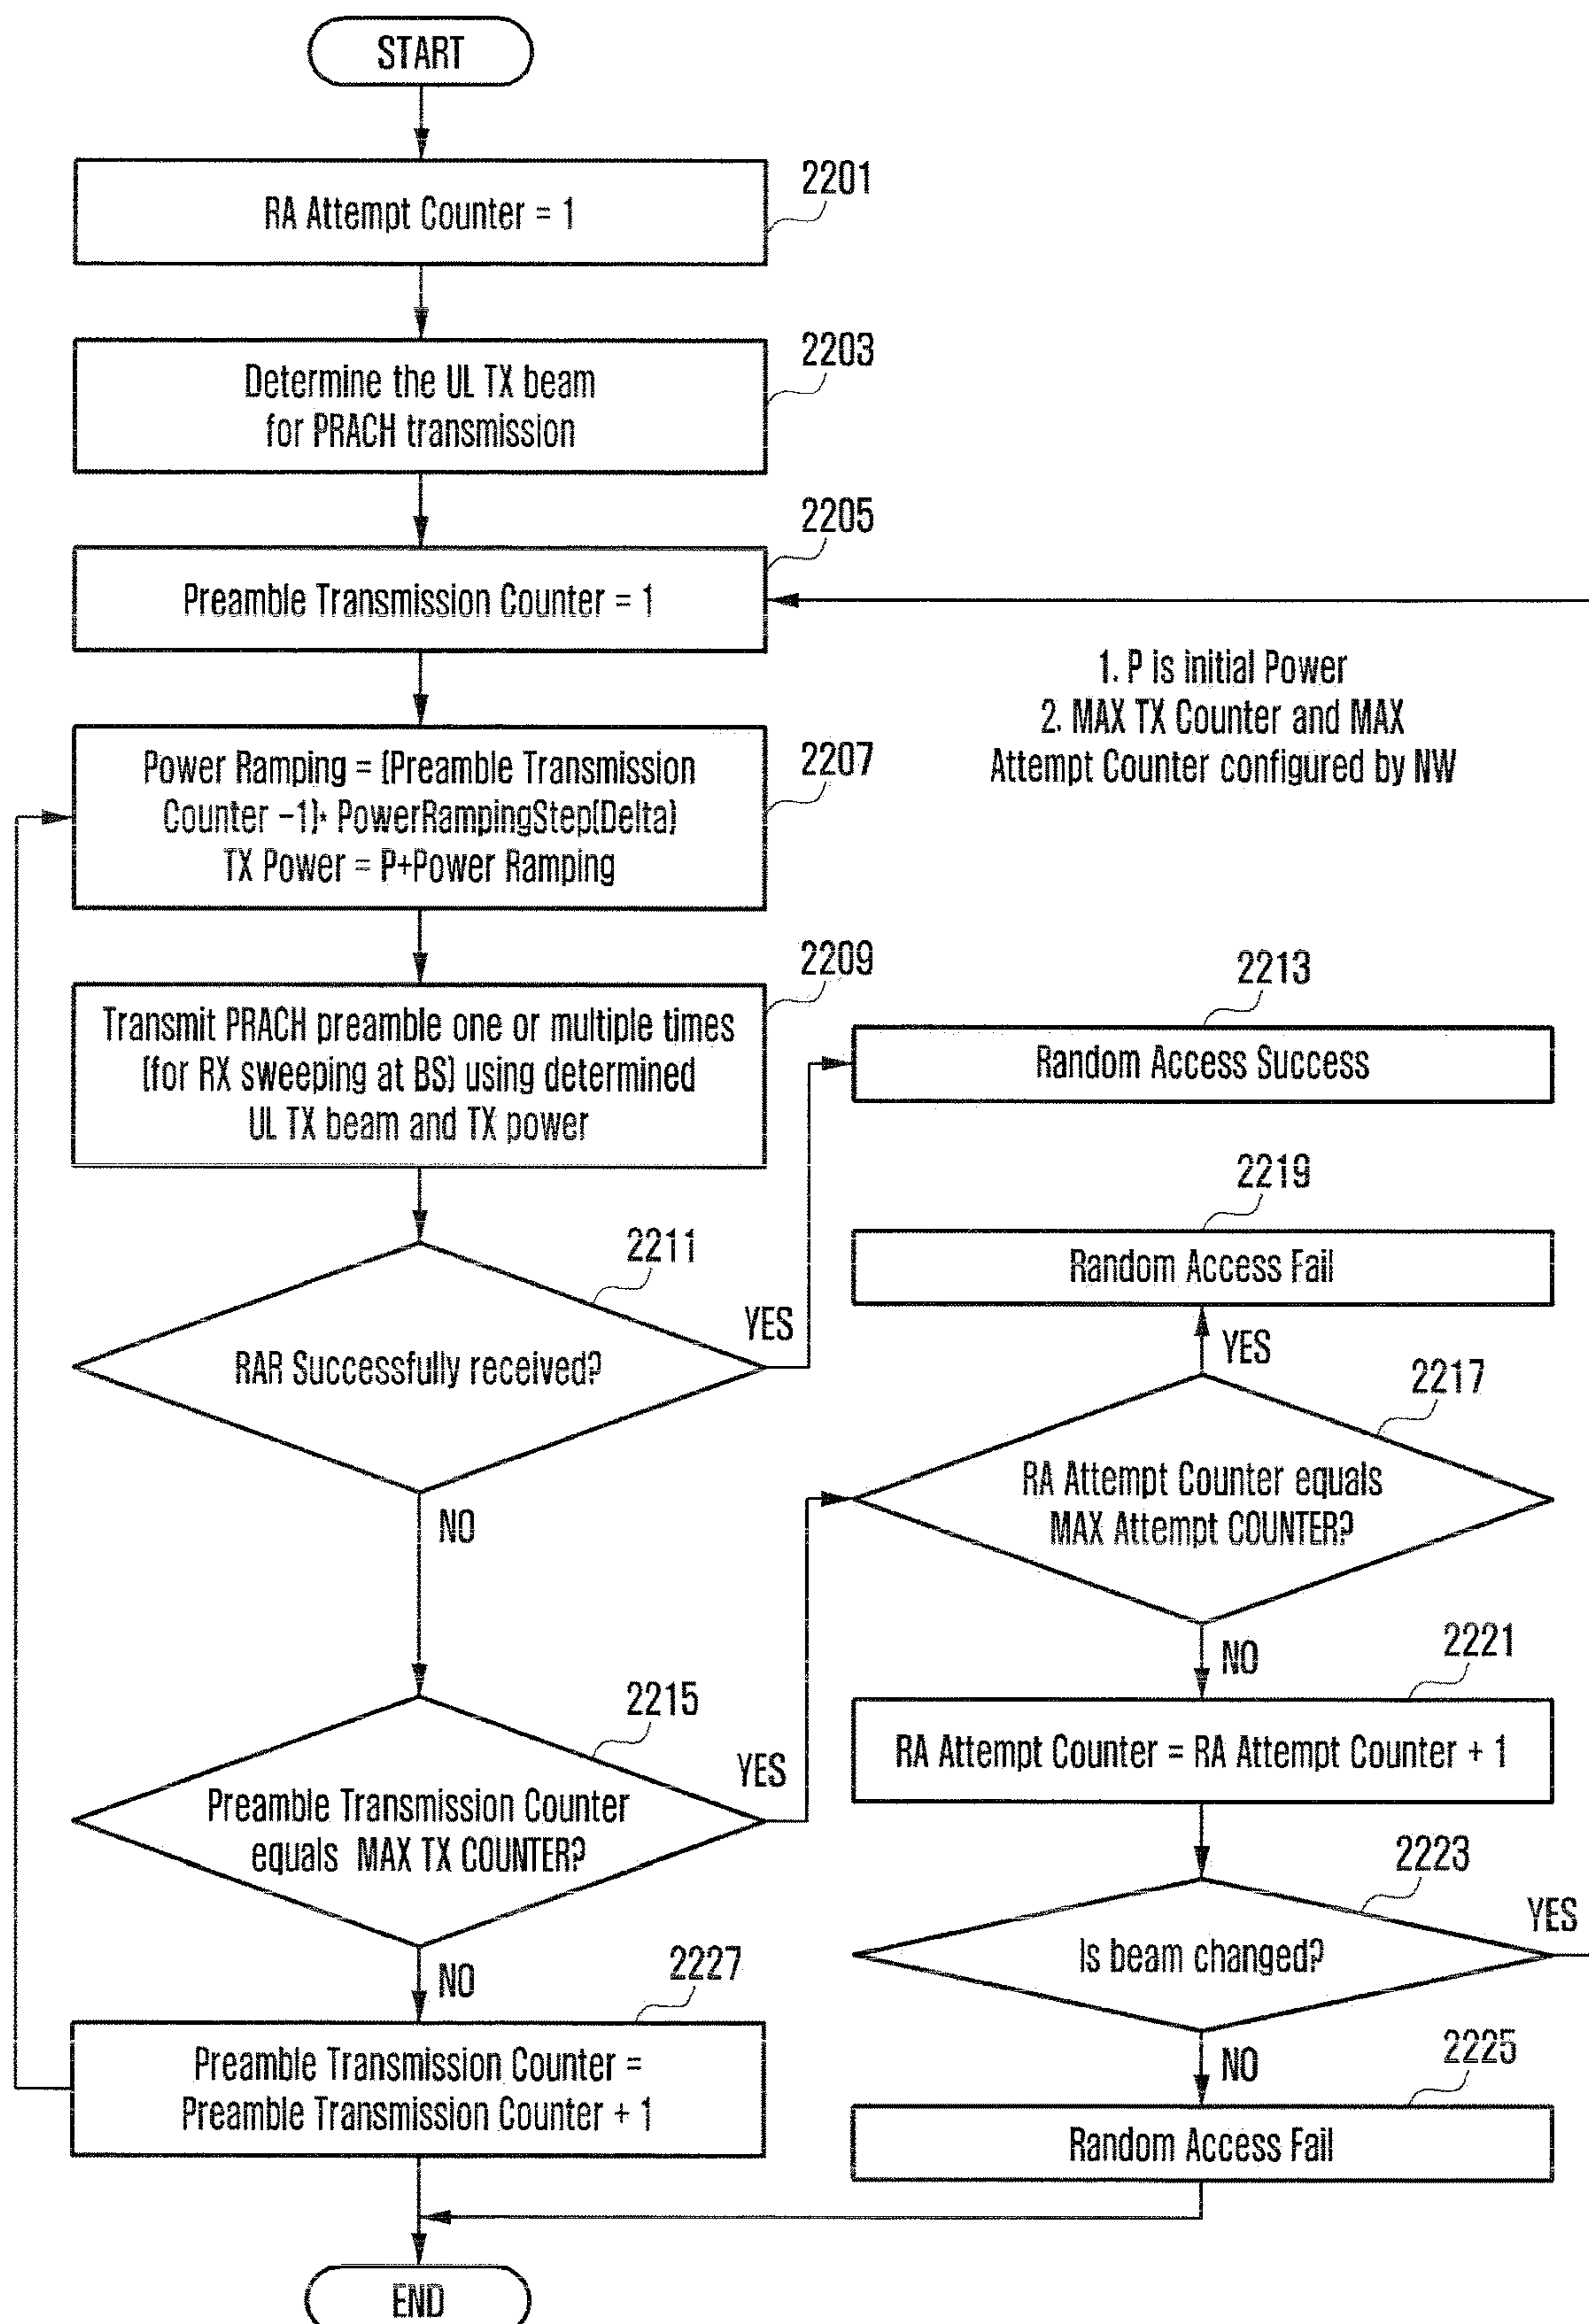 START
2201
RA Attempt Counter = 1
2203
Determine the UL TX beam
for PRACH transmission
2205
Preamble Transmission Counter = 1
1. P is initial Power
2. MAX TX Counter and MAX
Attempt Counter configured by NW
2207
Power Ramping = (Preamble Transmission
Counter −1)* PowerRampingStep(Delta)
TX Power = P+Power Ramping
2209
Transmit PRACH preamble one or multiple times
(for RX sweeping at BS) using determined
UL TX beam and TX power
2213
Random Access Success
2219
Random Access Fail
2211
YES
RAR Successfully received?
NO
YES
2217
RA Attempt Counter equals
MAX Attempt COUNTER?
NO
2215
YES
Preamble Transmission Counter
equals MAX TX COUNTER?
NO
2221
RA Attempt Counter = RA Attempt Counter + 1
2223
YES
Is beam changed?
NO
2227
Preamble Transmission Counter =
Preamble Transmission Counter + 1
2225
Random Access Fail
END